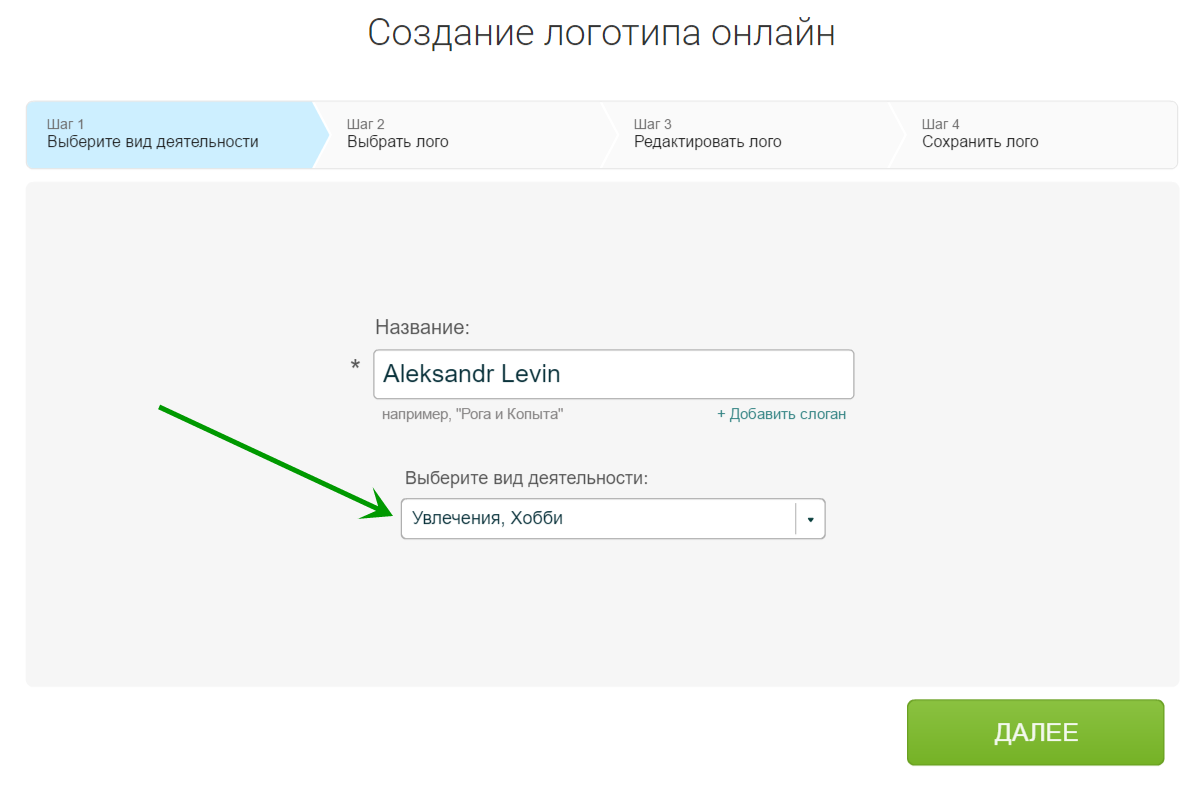 Создание логотипа онлайн
Шаг 1
Выберите вид деятельности
Шаг 2
Выбрать лого
Шаг 3
Редактировать лого
Шаг 4
Сохранить лого
Название:
*
Aleksandr Levin
например, "Рога и Копыта"
+ Добавить слоган
Выберите вид деятельности:
Увлечения, Хобби
ДАЛЕЕ